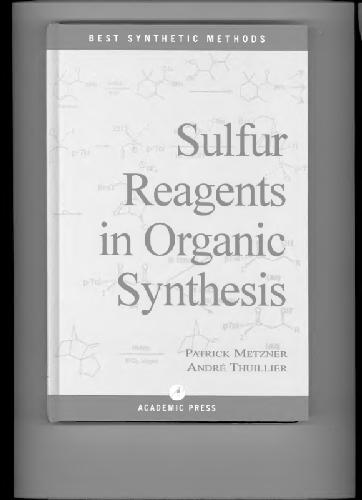 BEST SYNTHETIC METHODS
Sulfur
Reagents
in Organic
Synthesis
PATRICK METZNER
ANDRÉ THUILLIER
ACADEMIC PRESS